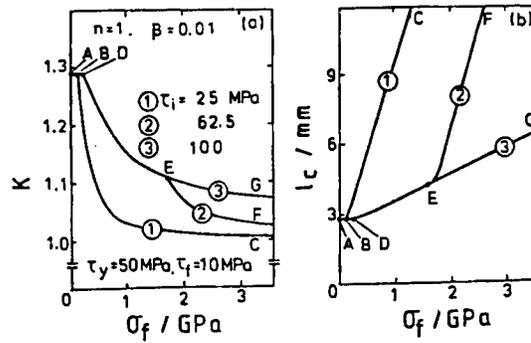 n=1, β=0.01 (a)
A B D
1.3
① τi = 25 MPa
② 62.5
③ 100
1.2
K
1.1
E
G
③
②
F
①
C
1.0
τy=50MPa, τf=10MPa
0 1 2 3
σf / GPa
C F (b)
9
①
②
lc / mm
6
G
③
E
3
A B D
0
0 1 2 3
σf / GPa